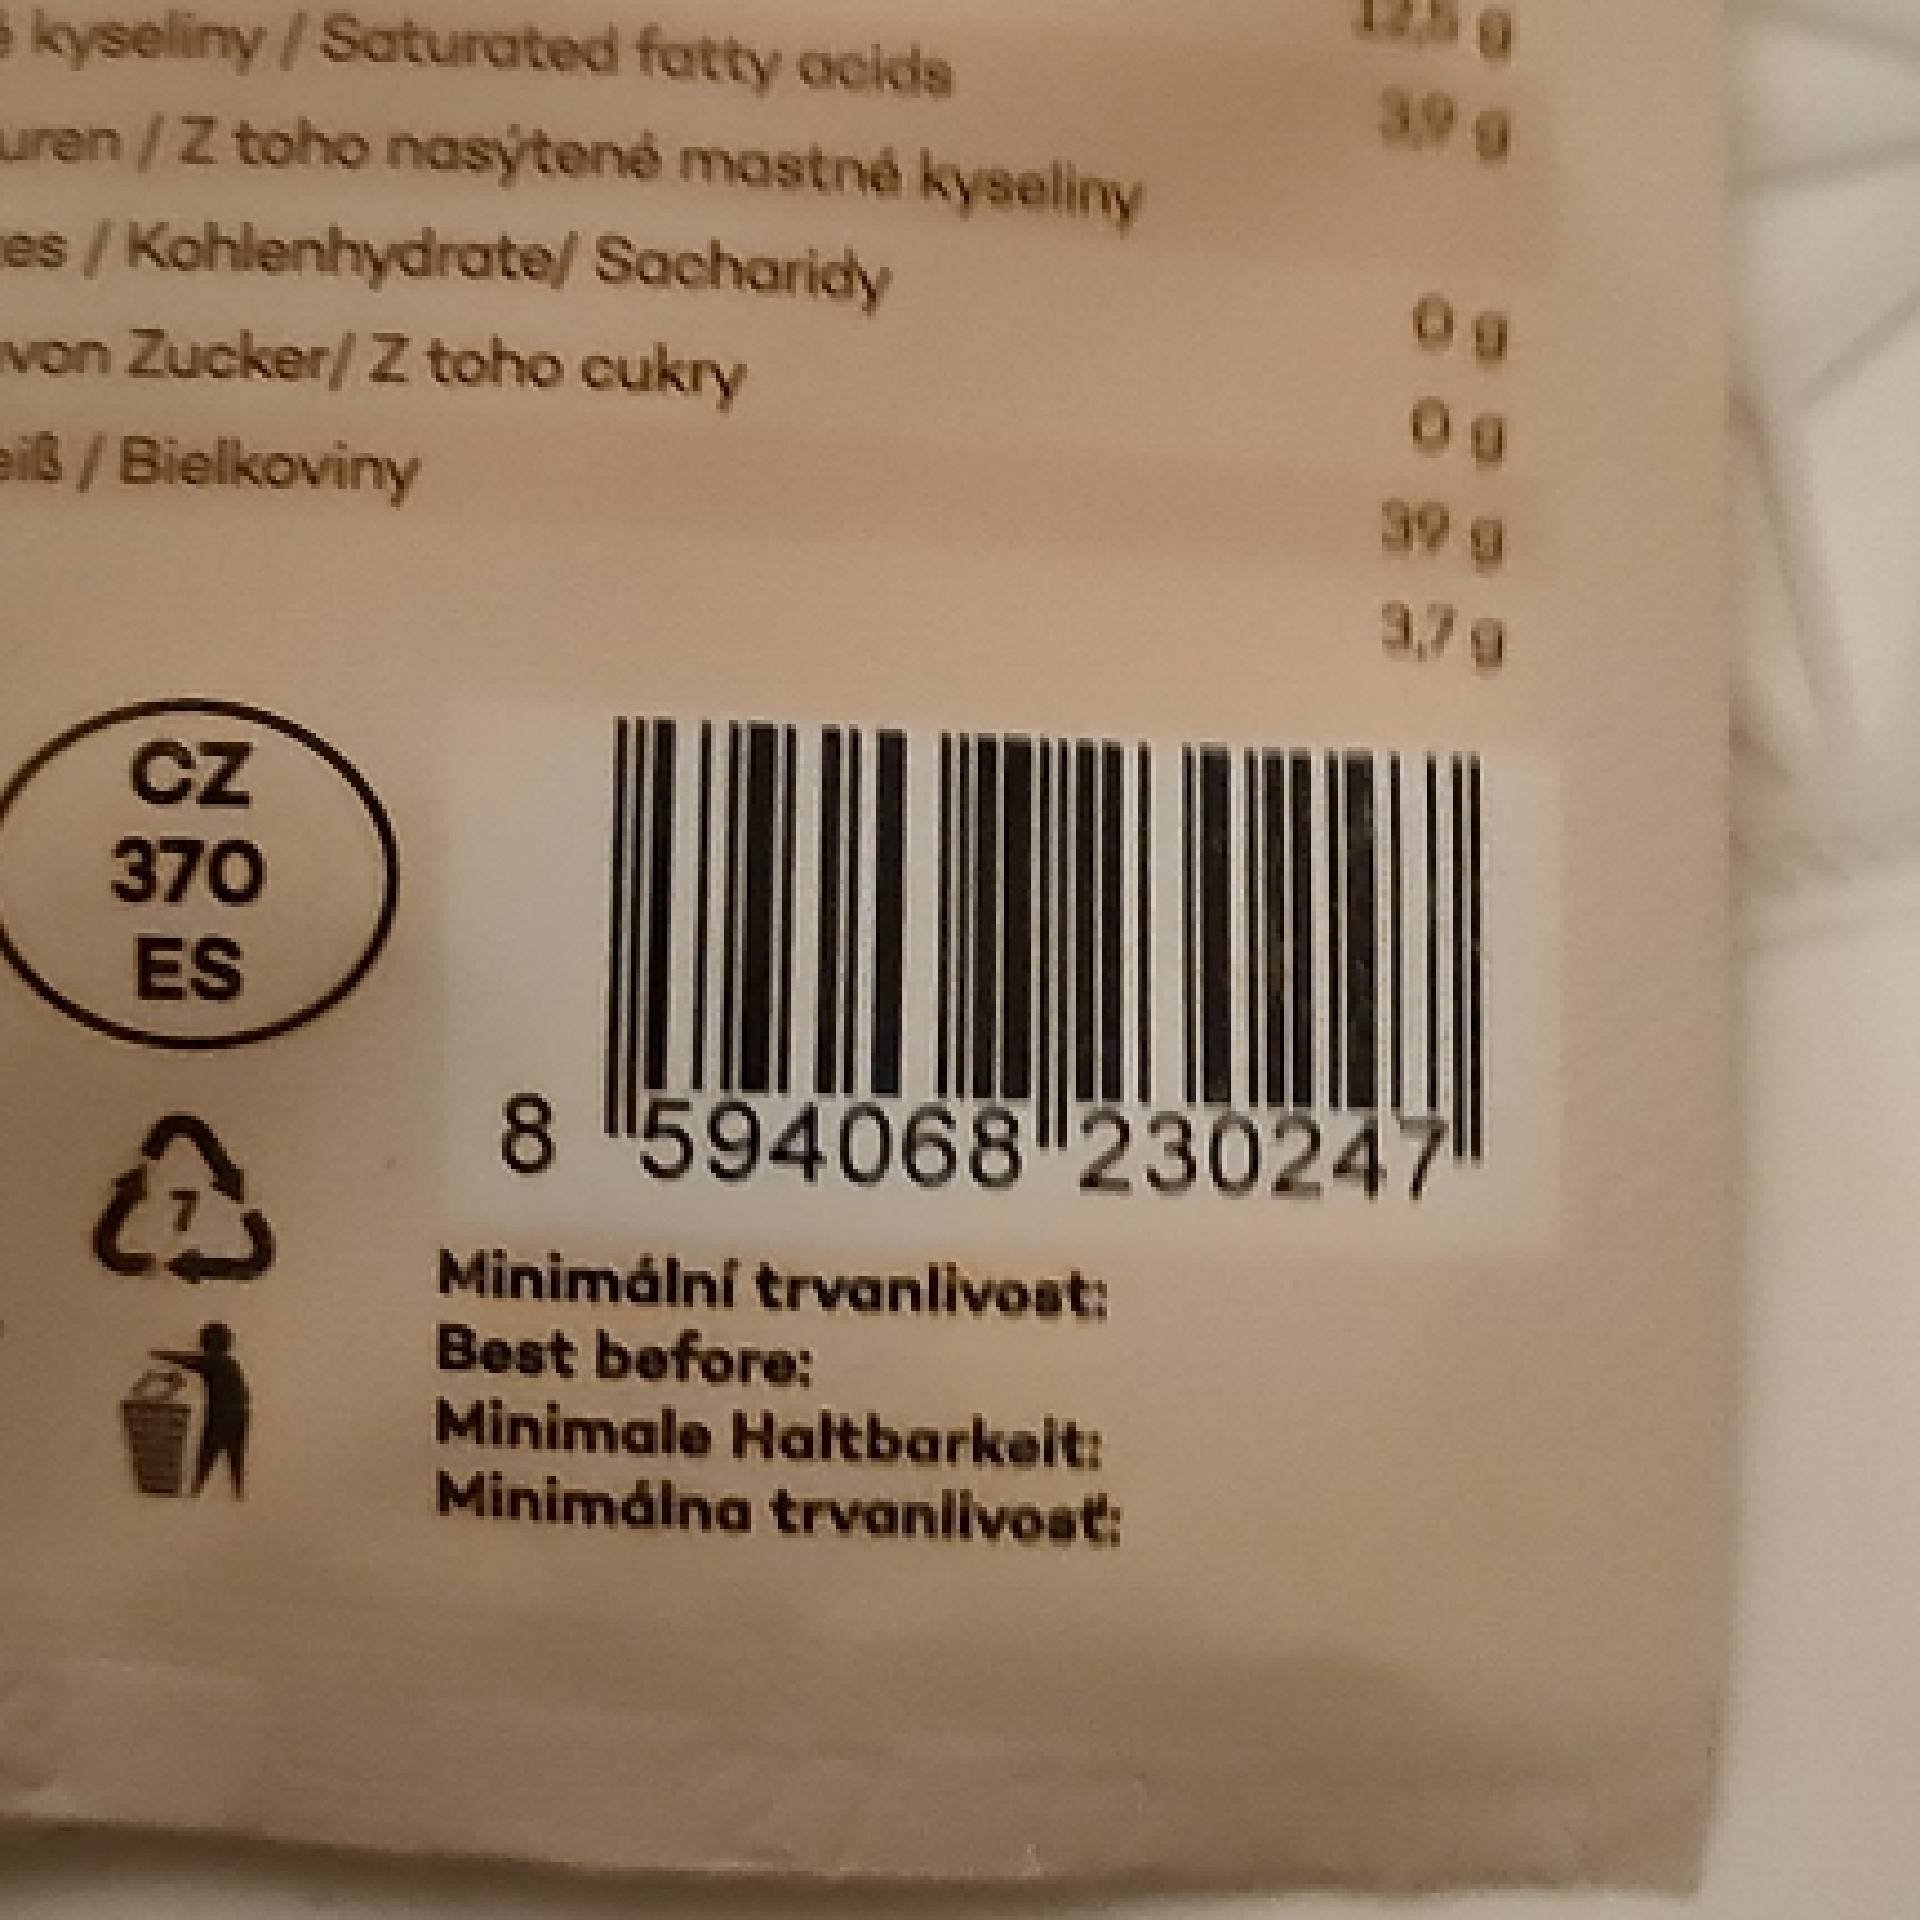 kyseliny / Saturated fatty acids
12,5 g
uren / Z toho nasýtené mastné kyseliny
3,9 g
es / Kohlenhydrate/ Sacharidy
0 g
von Zucker/ Z toho cukry
0 g
eiß / Bielkoviny
39 g
3,7 g
CZ
370
ES
8 594068 230247
7
Minimální trvanlivost:
Best before:
Minimale Haltbarkeit:
Minimálna trvanlivosť: